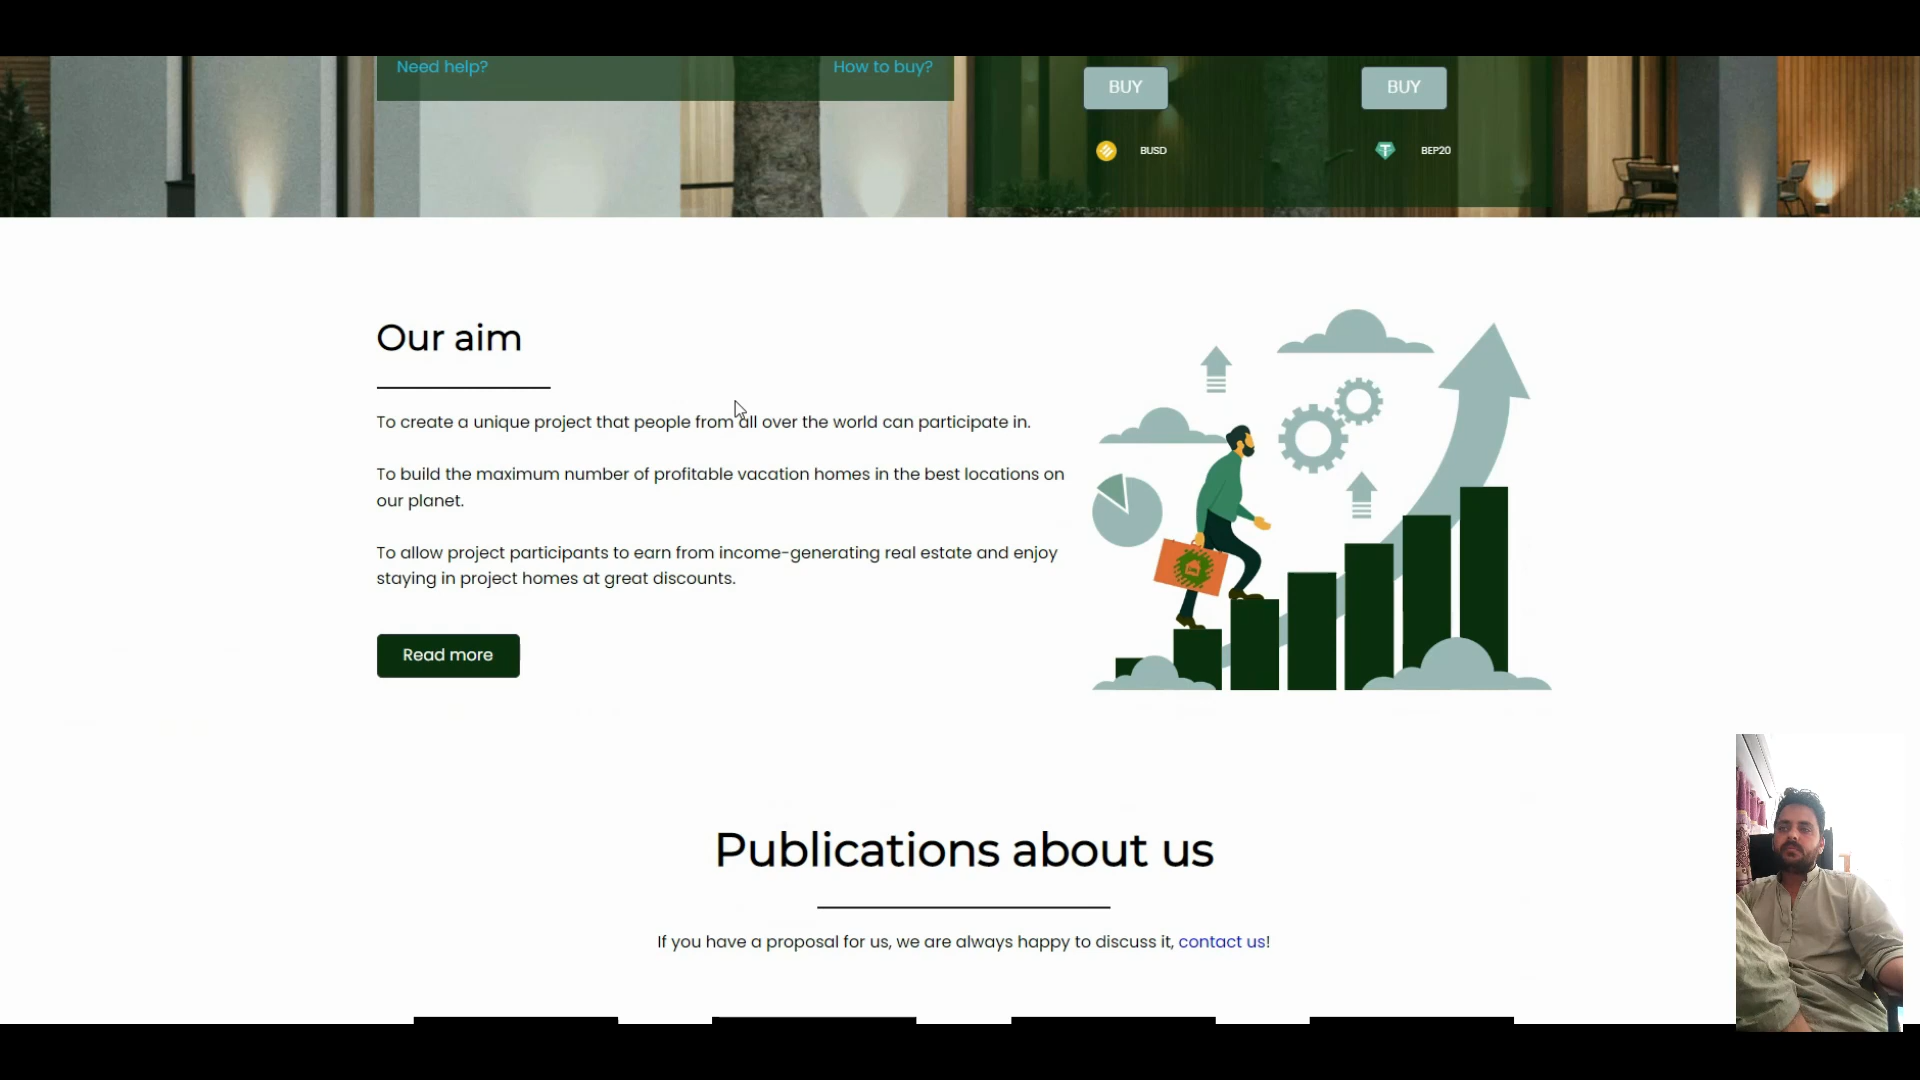 Need help?
How to buy?
BUY
BUY
BUSD
BEP20
Our aim
To create a unique project that people from all over the world can participate in.
To build the maximum number of profitable vacation homes in the best locations on
our planet.
To allow project participants to earn from income-generating real estate and enjoy
staying in project homes at great discounts.
Read more
Publications about us
If you have a proposal for us, we are always happy to discuss it, contact us!